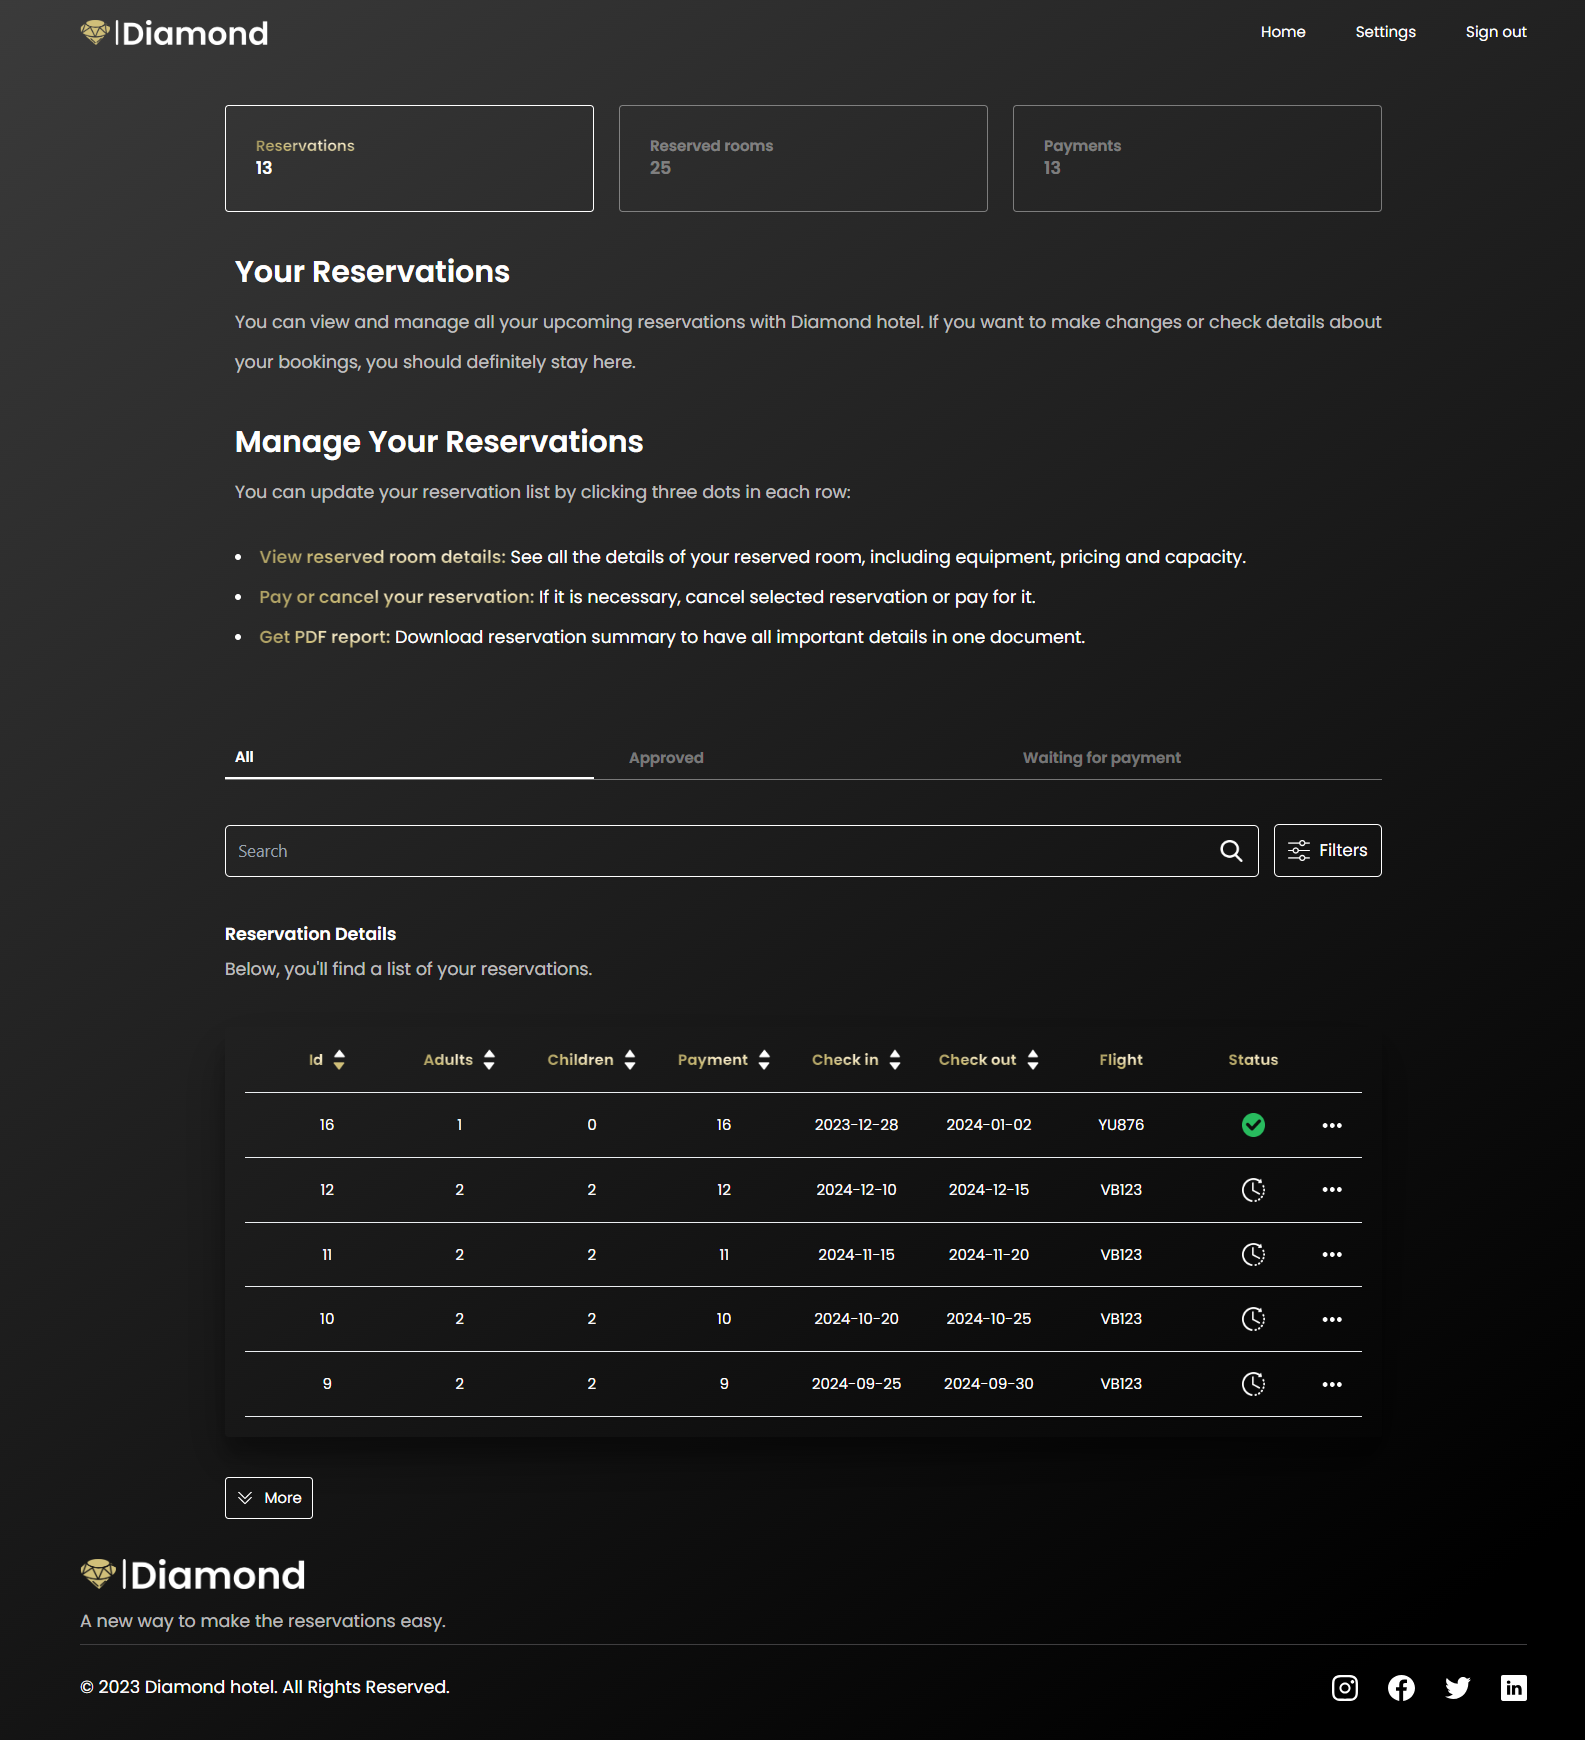 |Diamond
Home Settings Sign out
Reservations
13
Reserved rooms
25
Payments
13
Your Reservations
You can view and manage all your upcoming reservations with Diamond hotel. If you want to make changes or check details about
your bookings, you should definitely stay here.
Manage Your Reservations
You can update your reservation list by clicking three dots in each row:
• View reserved room details: See all the details of your reserved room, including equipment, pricing and capacity.
• Pay or cancel your reservation: If it is necessary, cancel selected reservation or pay for it.
• Get PDF report: Download reservation summary to have all important details in one document.
All Approved Waiting for payment
Search Filters
Reservation Details
Below, you'll find a list of your reservations.
Id Adults Children Payment Check in Check out Flight Status
16 1 0 16 2023-12-28 2024-01-02 YU876
12 2 2 12 2024-12-10 2024-12-15 VB123
11 2 2 11 2024-11-15 2024-11-20 VB123
10 2 2 10 2024-10-20 2024-10-25 VB123
9 2 2 9 2024-09-25 2024-09-30 VB123
More
|Diamond
A new way to make the reservations easy.
© 2023 Diamond hotel. All Rights Reserved.
in